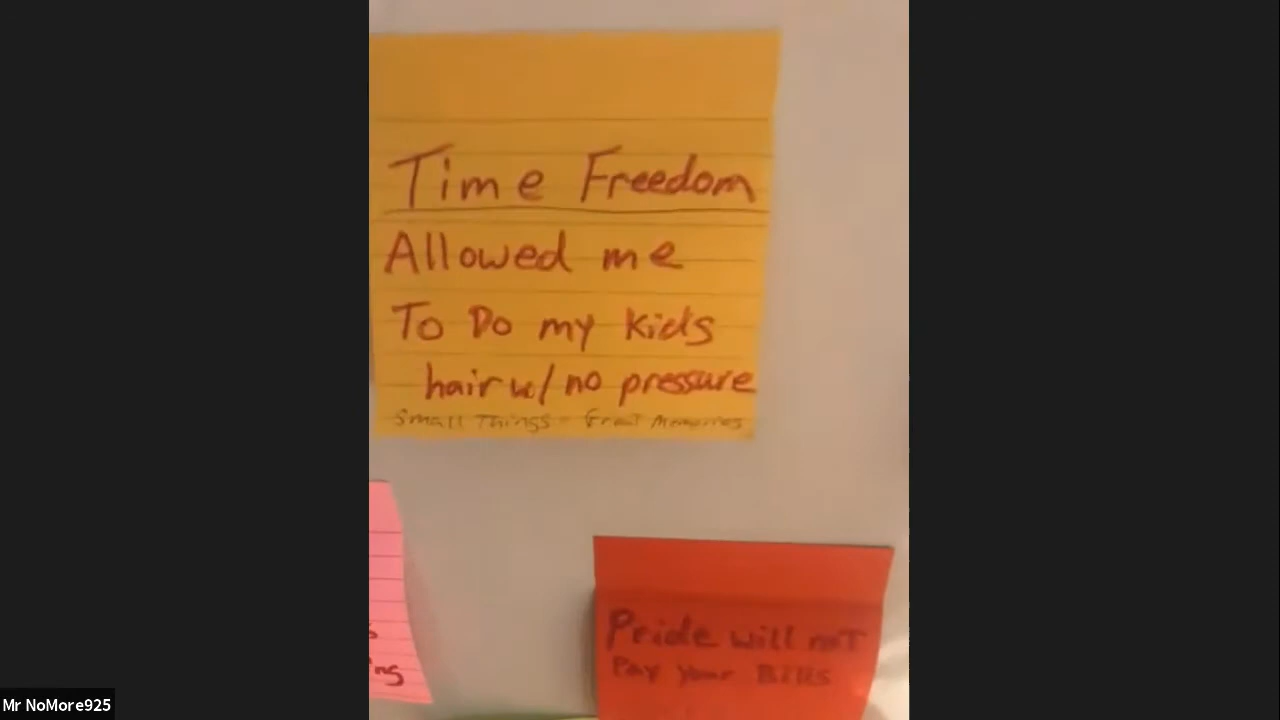 Time Freedom
Allowed me
To Do my kids
hair w/ no pressure
Small Things = Great Memories
Pride will not
Pay your Bills
ng
Mr NoMore925